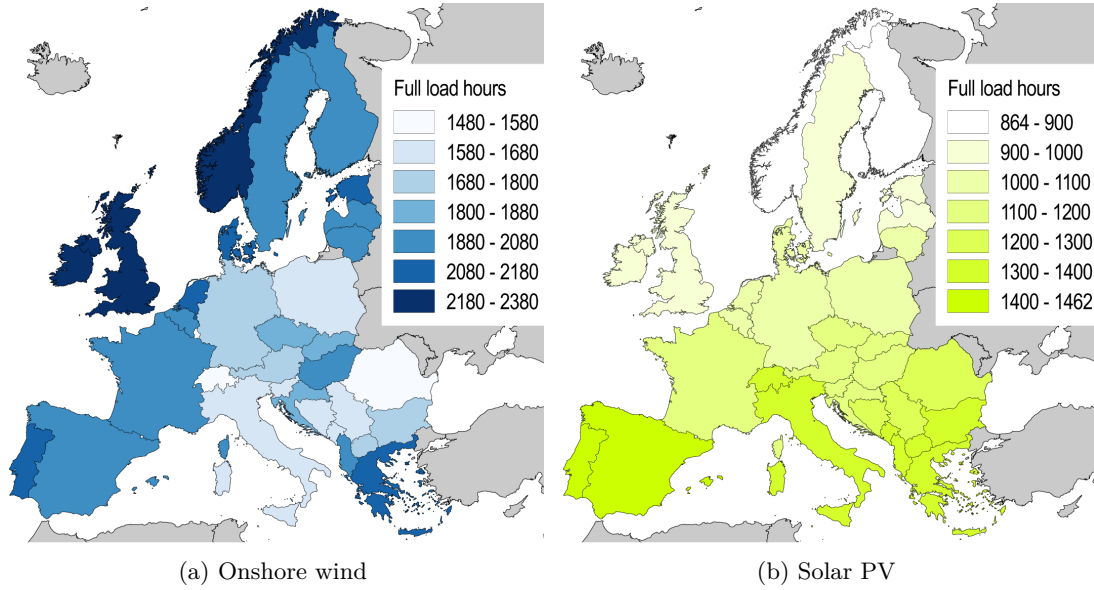 Full load hours
1480 - 1580
1580 - 1680
1680 - 1800
1800 - 1880
1880 - 2080
2080 - 2180
2180 - 2380
(a) Onshore wind
Full load hours
864 - 900
900 - 1000
1000 - 1100
1100 - 1200
1200 - 1300
1300 - 1400
1400 - 1462
(b) Solar PV